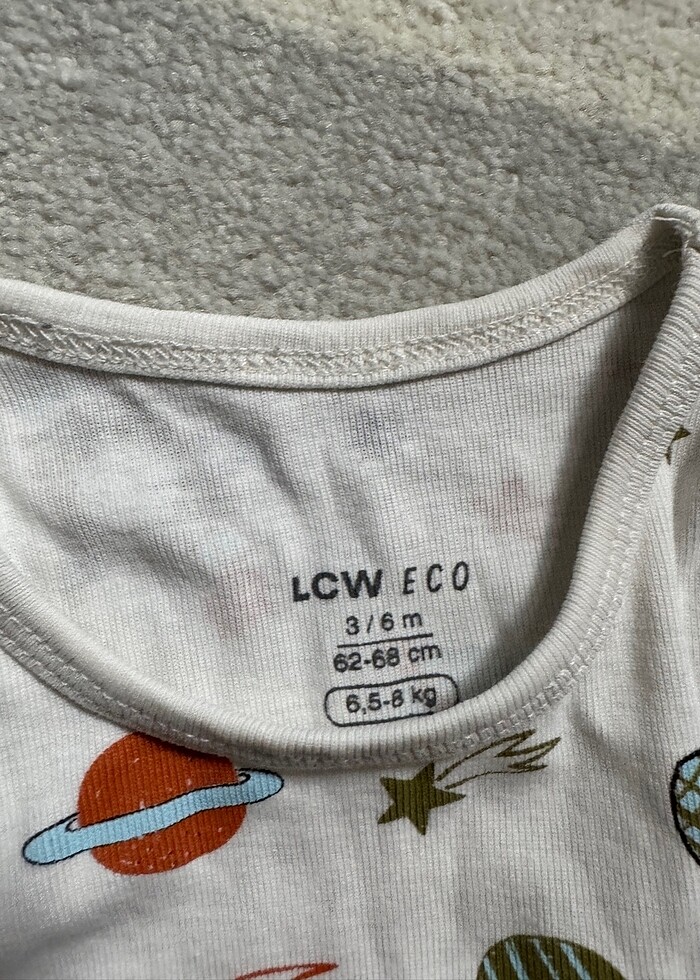 LCW ECO
3/6 m
62-68 cm
6,5-8 kg